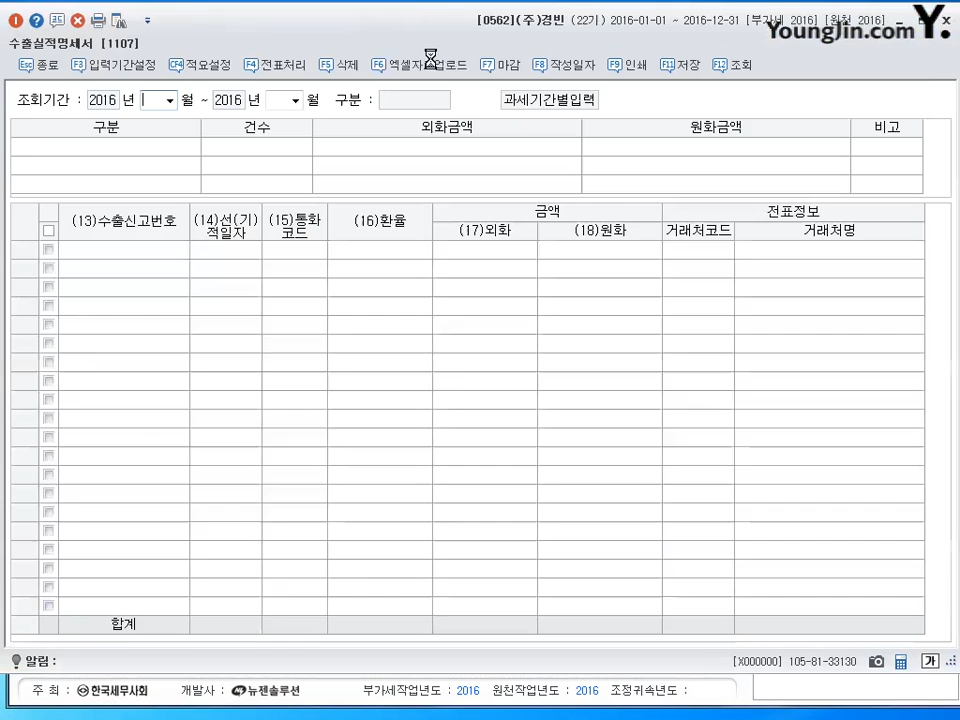 [0562](주)경빈 (22기) 2016-01-01 ~ 2016-12-31 [부가세 2016] [원천 2016]
YoungJin.com Y.
수출실적명세서 [1107]
Esc 종료 F3 입력기간설정 CF4 적요설정 F4 전표처리 F5 삭제 F6 엑셀자 업로드 F7 마감 F8 작성일자 F9 인쇄 F11 저장 F12 조회
조회기간 : 2016 년 월 ~ 2016 년 월 구분 : 과세기간별입력
구분 건수 외화금액 원화금액 비고
(13)수출신고번호 (14)선(기)적일자 (15)통화코드 (16)환율 금액 전표정보
(17)외화 (18)원화 거래처코드 거래처명
합계
알림 : [X000000] 105-81-33130 가
주 최 : 한국세무사회 개발사 : 뉴젠솔루션 부가세작업년도 : 2016 원천작업년도 : 2016 조정귀속년도 :